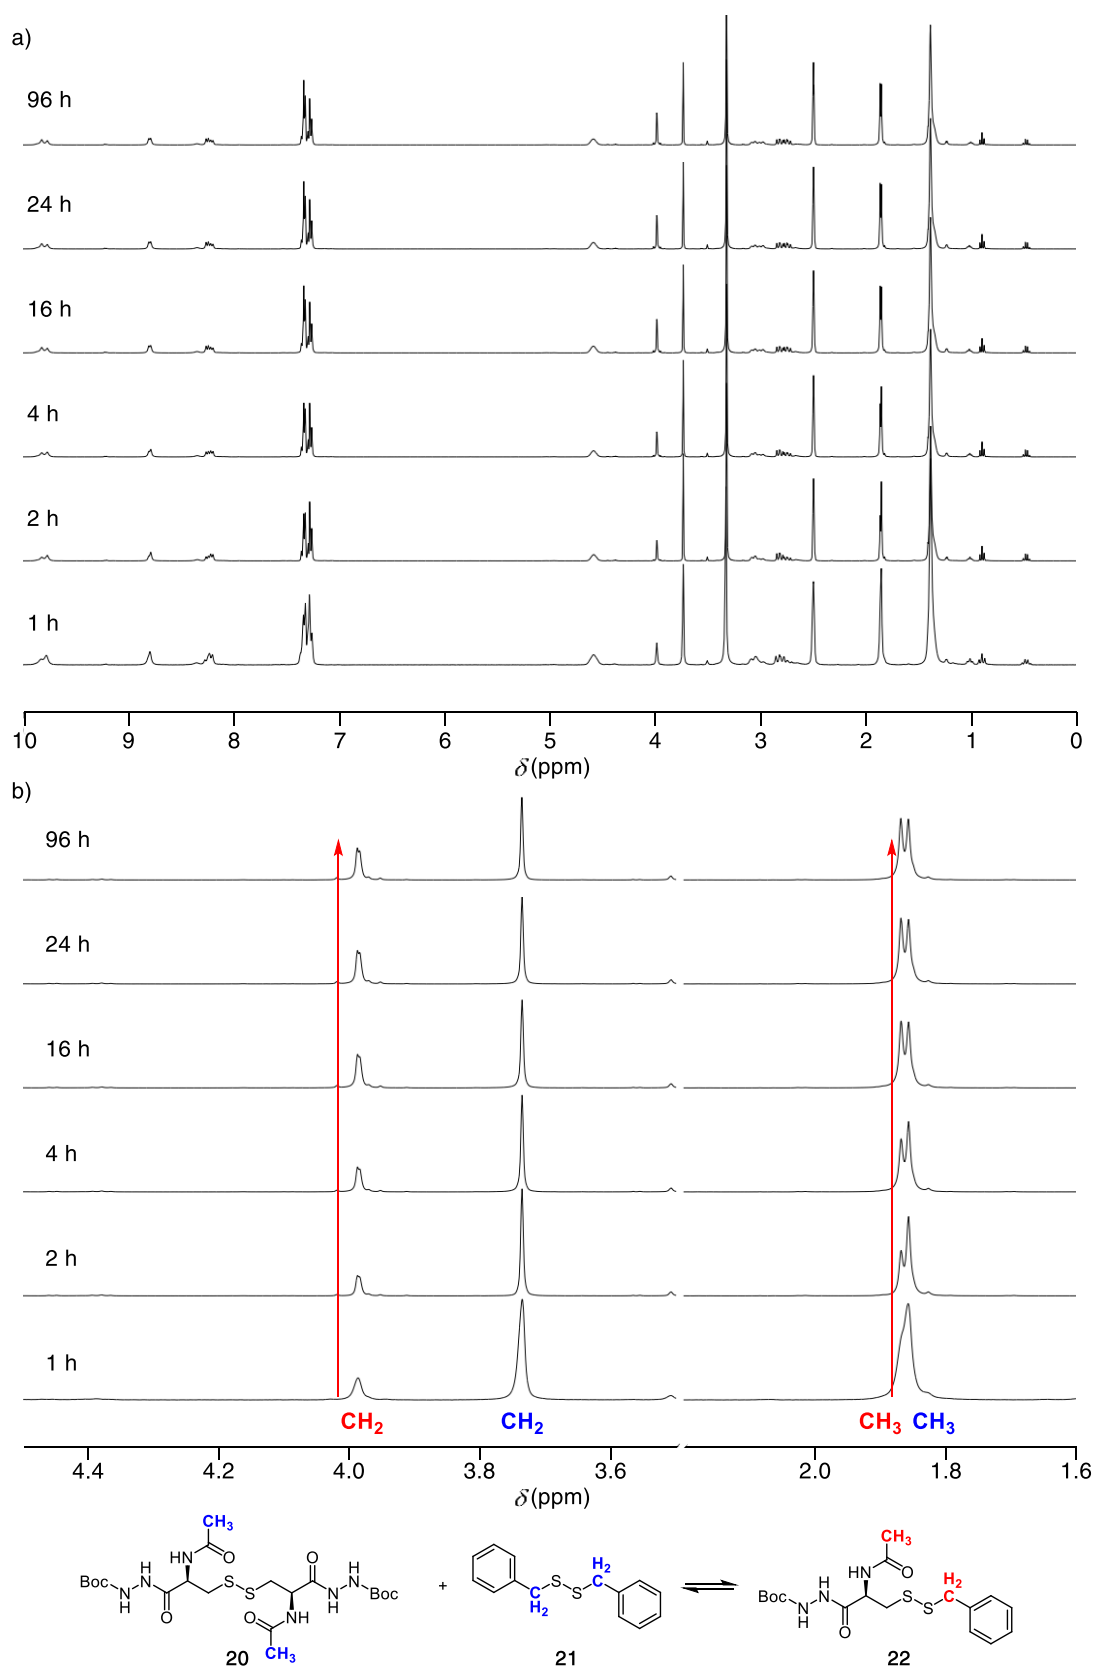 a)
96 h
24 h
16 h
4 h
2 h
1 h
10 9 8 7 6 5 4 3 2 1 0
δ (ppm)
b)
96 h
24 h
16 h
4 h
2 h
1 h
CH2 CH2 CH3 CH3
4.4 4.2 4.0 3.8 3.6 2.0 1.8 1.6
δ (ppm)
CH3
HN O
Boc N H H N O S S O N H H N Boc
O HN
CH3
20
+
C H2 S S C H2
21
CH3
HN O
Boc N H H N O S S C H2
22